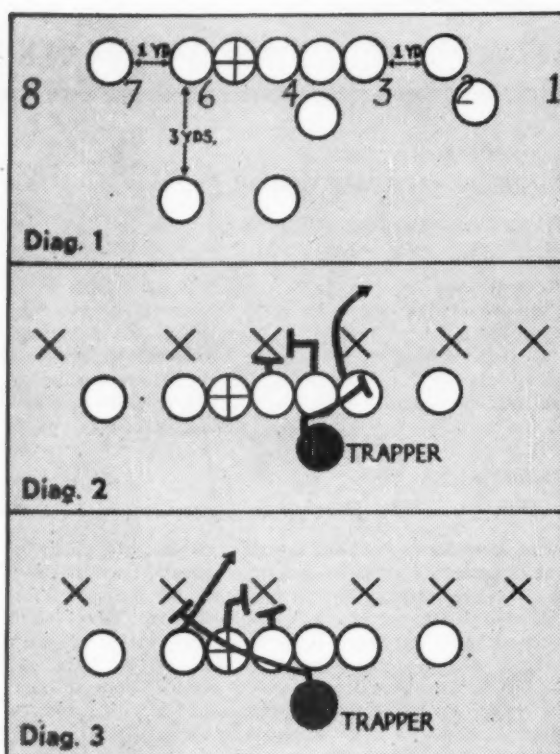 1 YD 1 YD
8 7 6 4 3 2 1
3 YDS.
Diag. 1
TRAPPER
Diag. 2
TRAPPER
Diag. 3